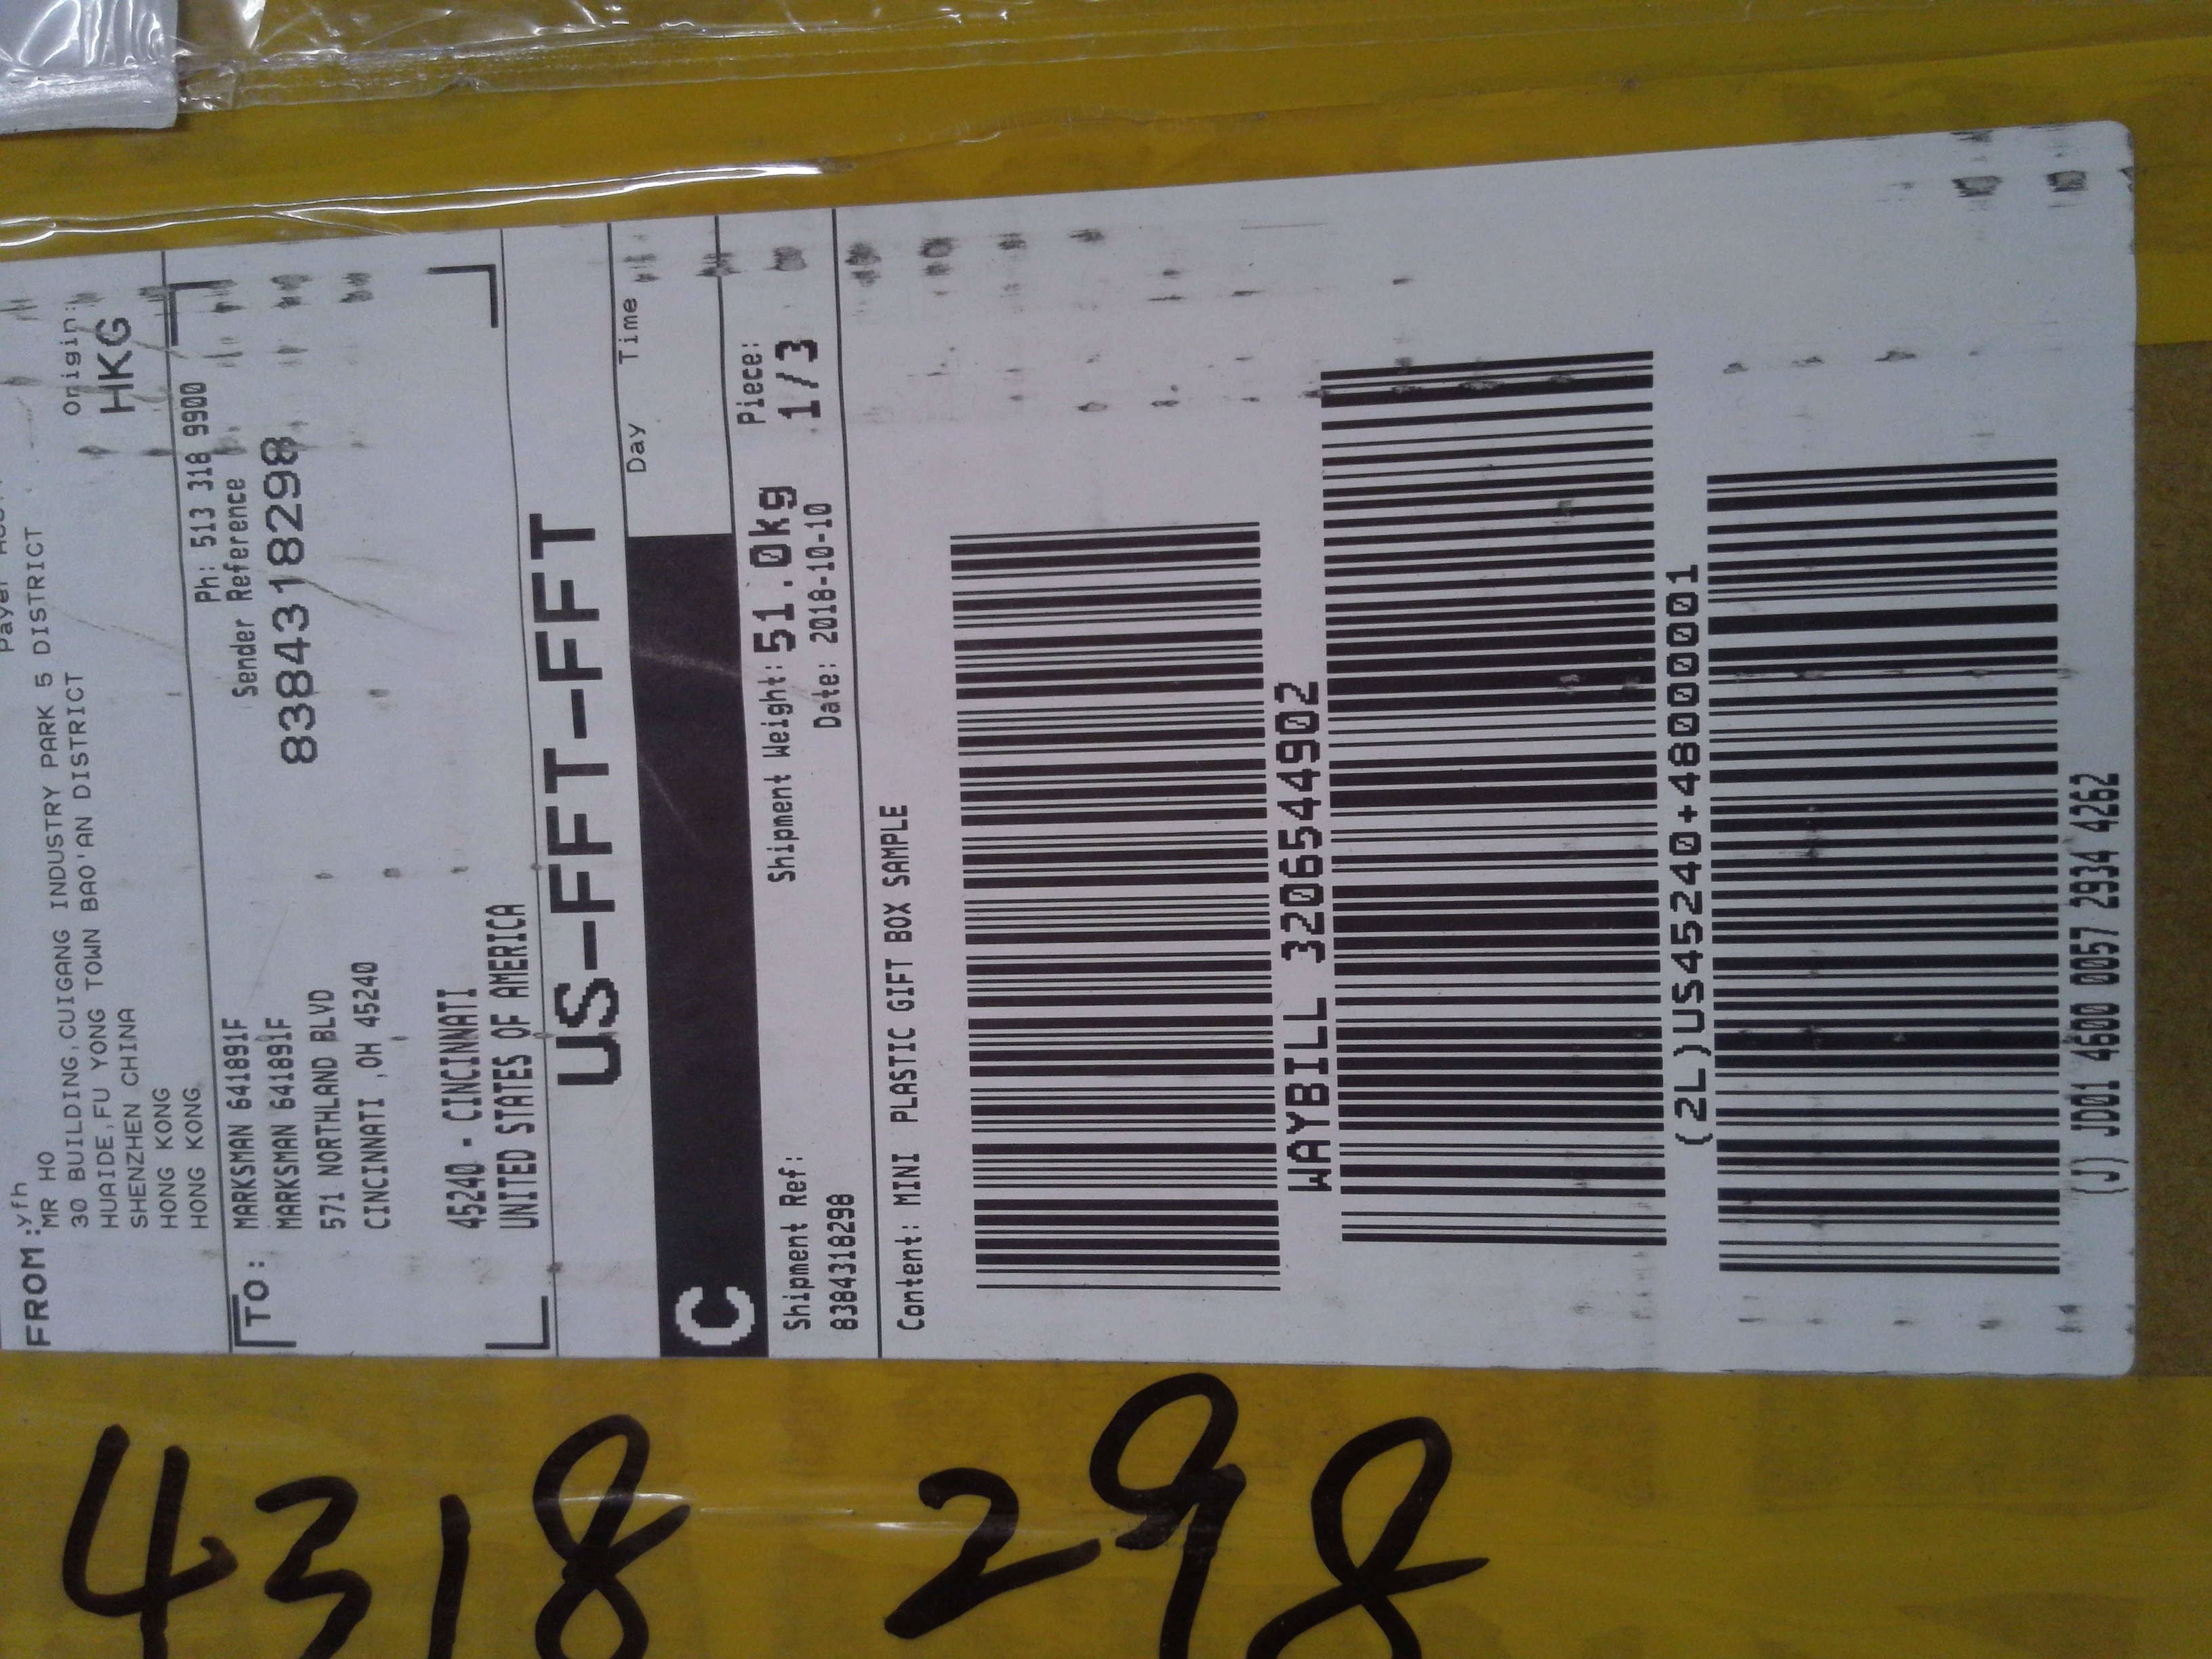 Payer
FROM:yfh
MR HO
30 BUILDING,CUIGANG INDUSTRY PARK 5 DISTRICT
HUAIDE,FU YONG TOWN BAO'AN DISTRICT
SHENZHEN CHINA
HONG KONG
HONG KONG
Origin:
HKG
TO:
MARKSMAN 641891F
MARKSMAN 641891F
571 NORTHLAND BLVD
CINCINNATI ,OH 45240
45240 - CINCINNATI
UNITED STATES OF AMERICA
Ph: 513 318 9900
Sender Reference
8384318298
US-FFT-FFT
C
Day Time
Shipment Ref:
8384318298
Shipment Weight: 51.0kg
Date: 2018-10-10
Piece:
1/3
Content: MINI PLASTIC GIFT BOX SAMPLE
WAYBILL 3206544902
(2L)US45240+48000001
(J) JD01 4600 0057 2934 4262
4318 298